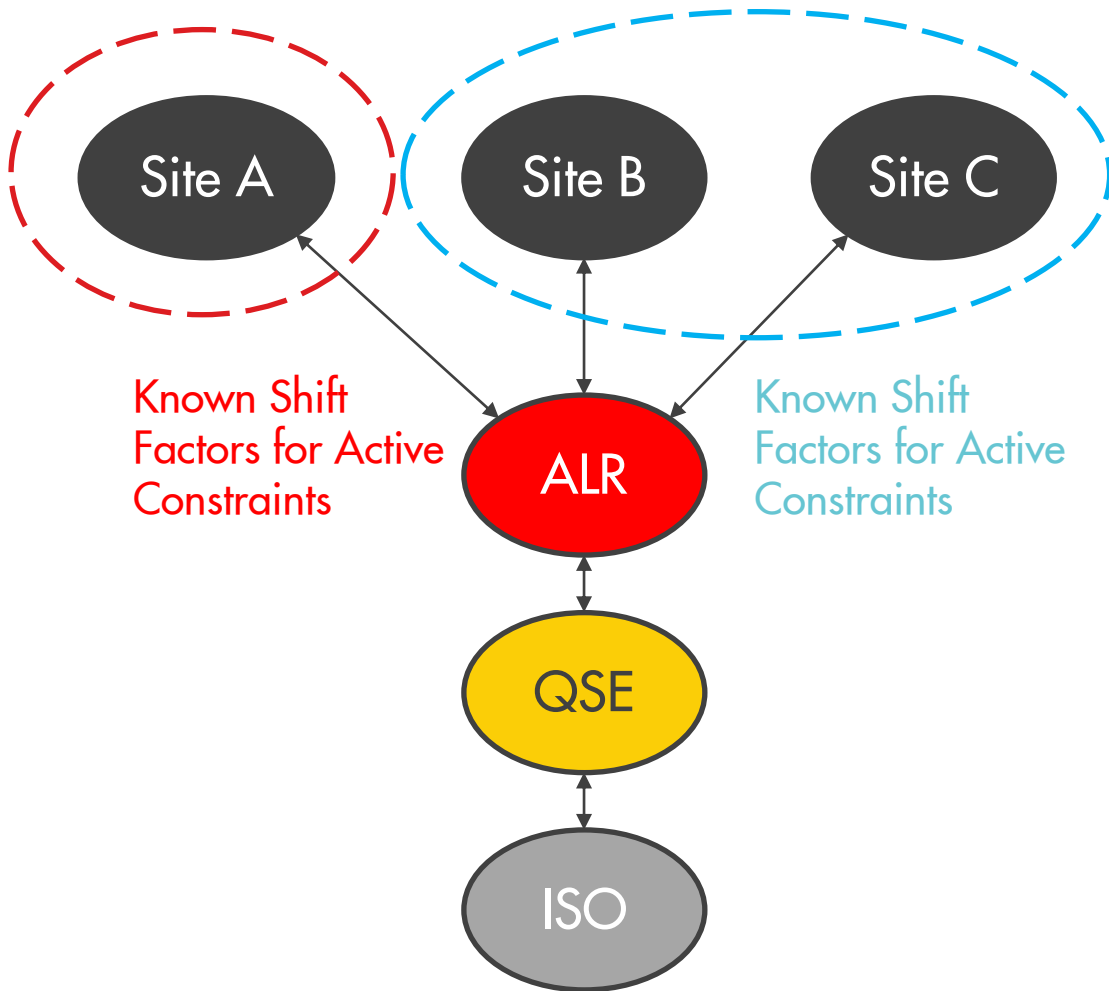 Site A
Site B
Site C
Known Shift
Factors for Active
Constraints
Known Shift
Factors for Active
Constraints
ALR
QSE
ISO